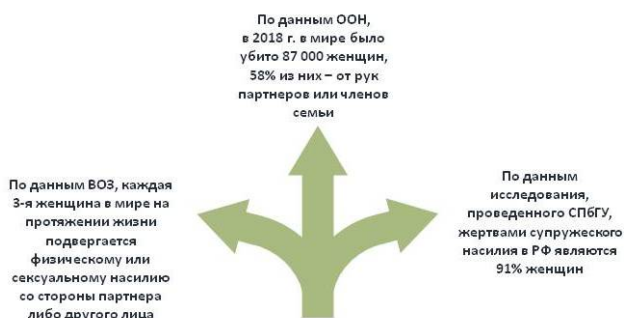 По данным ООН,
в 2018 г. в мире было
убито 87 000 женщин,
58% из них – от рук
партнеров или членов
семьи
По данным ВОЗ, каждая
3-я женщина в мире на
протяжении жизни
подвергается
физическому или
сексуальному насилию
со стороны партнера
либо другого лица
По данным
исследования,
проведенного СПбГУ,
жертвами супружеского
насилия в РФ являются
91% женщин